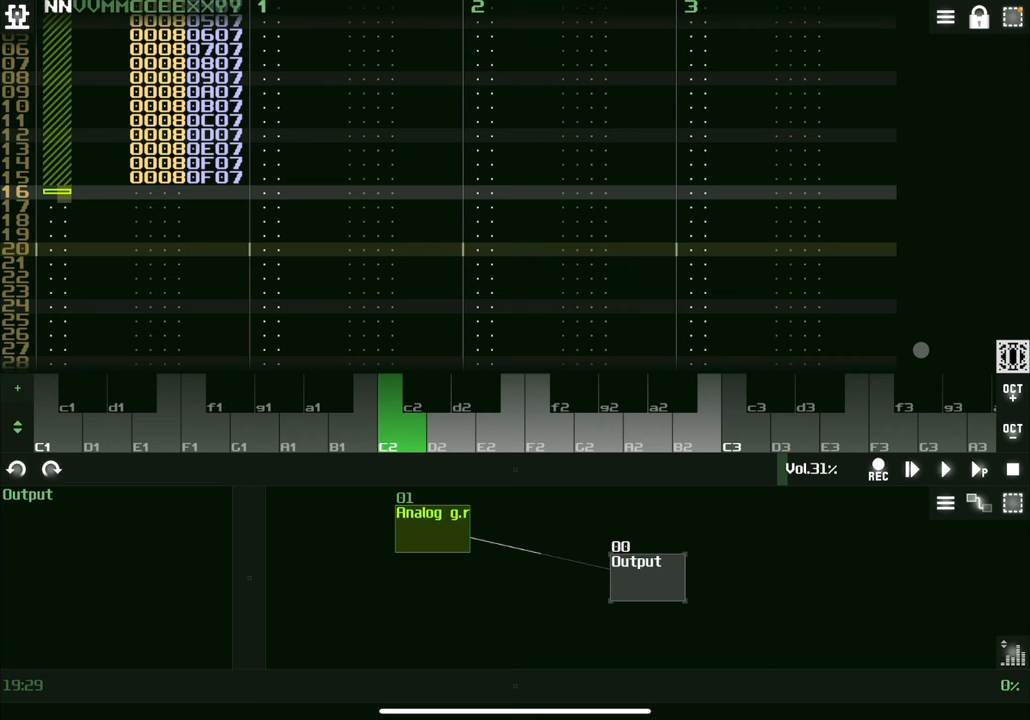 NNVVMMCCEEXXYY 1 2 3
00080507
05 00080607
06 00080707
07 00080807
08 00080907
09 00080A07
10 00080B07
11 00080C07
12 00080D07
13 00080E07
14 00080F07
15 00080F07
16
17
18
19
20
21
22
23
24
25
26
27
28
+ c1 d1 f1 g1 a1 c2 d2 f2 g2 a2 c3 d3 f3 g3 a
OCT
+
C1 D1 E1 F1 G1 A1 B1 C2 D2 E2 F2 G2 A2 B2 C3 D3 E3 F3 G3 A3
OCT
-
Vol.31% REC P
Output
01
Analog g.r
00
Output
19:29 0%